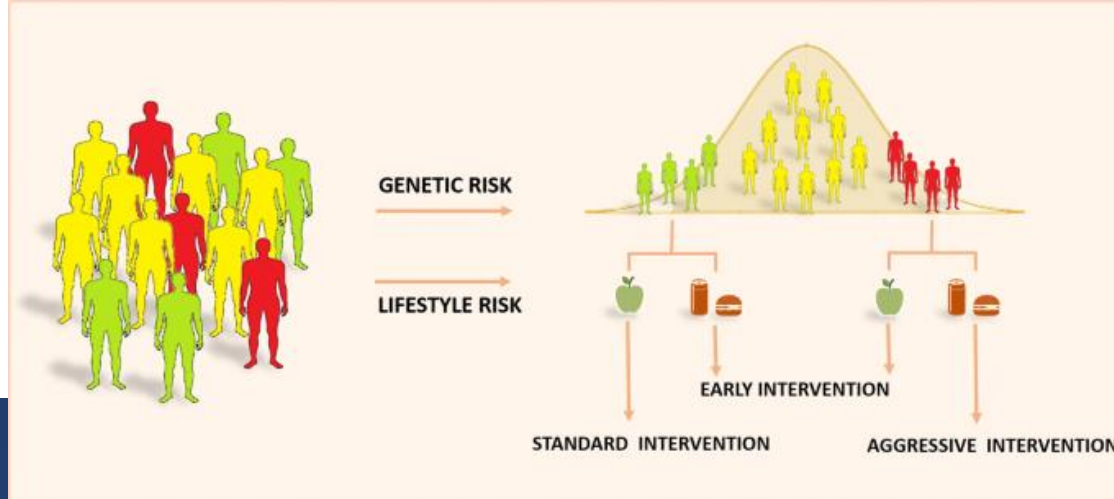 GENETIC RISK
LIFESTYLE RISK
EARLY INTERVENTION
STANDARD INTERVENTION
AGGRESSIVE INTERVENTION